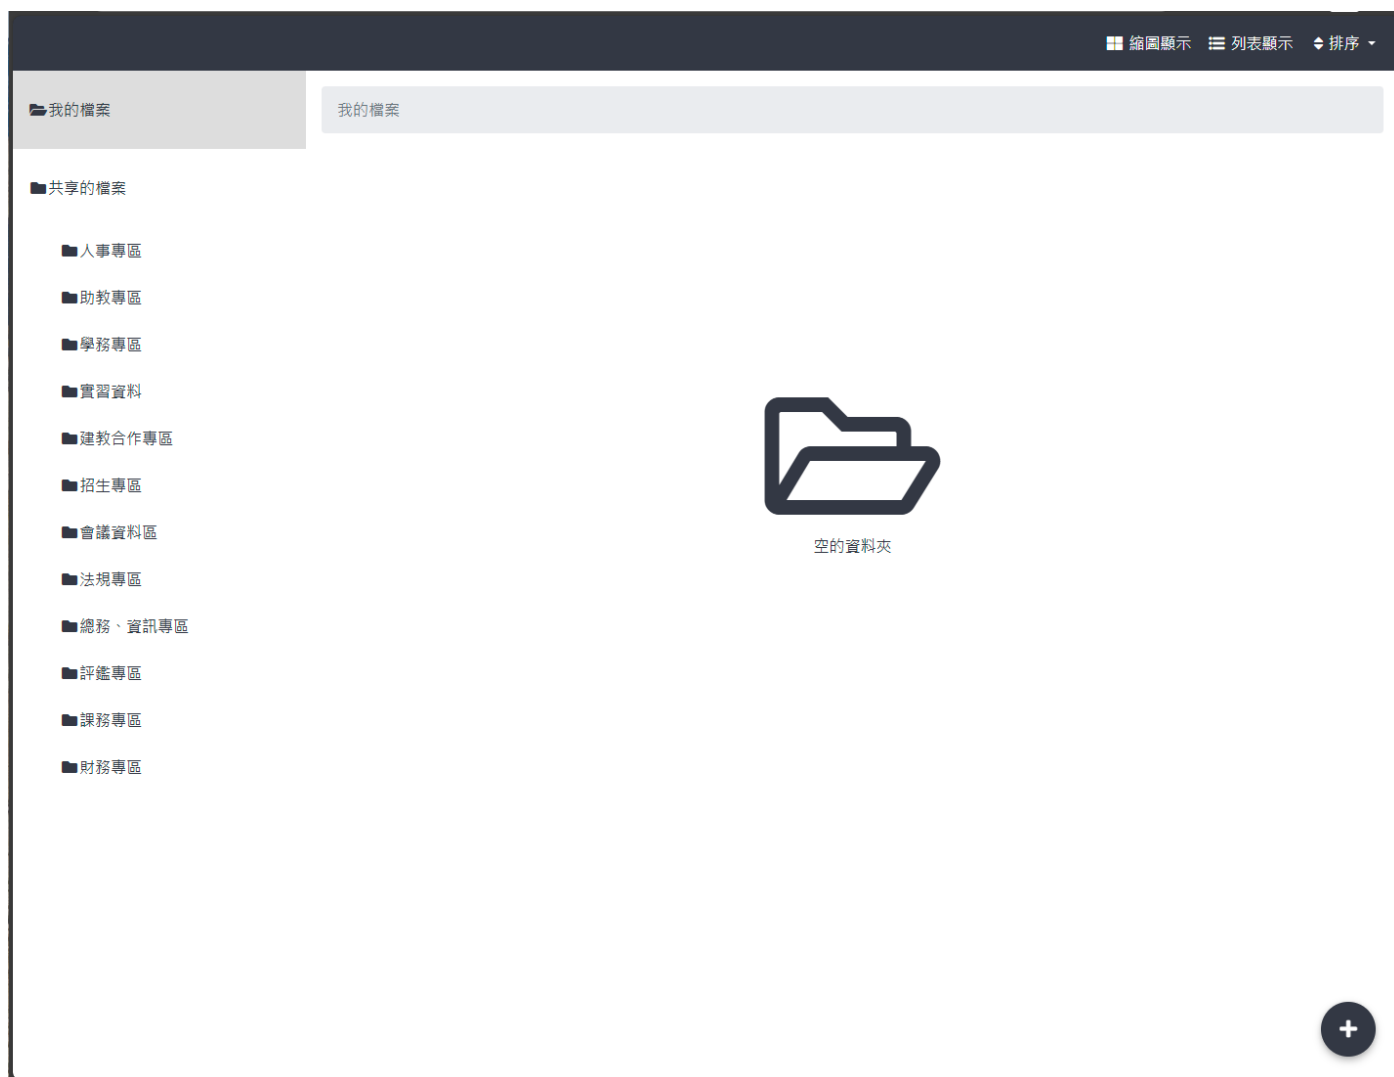 縮圖顯示 列表顯示 排序
我的檔案
我的檔案
共享的檔案
人事專區
助教專區
學務專區
實習資料
建教合作專區
招生專區
會議資料區
法規專區
總務、資訊專區
評鑑專區
課務專區
財務專區
空的資料夾